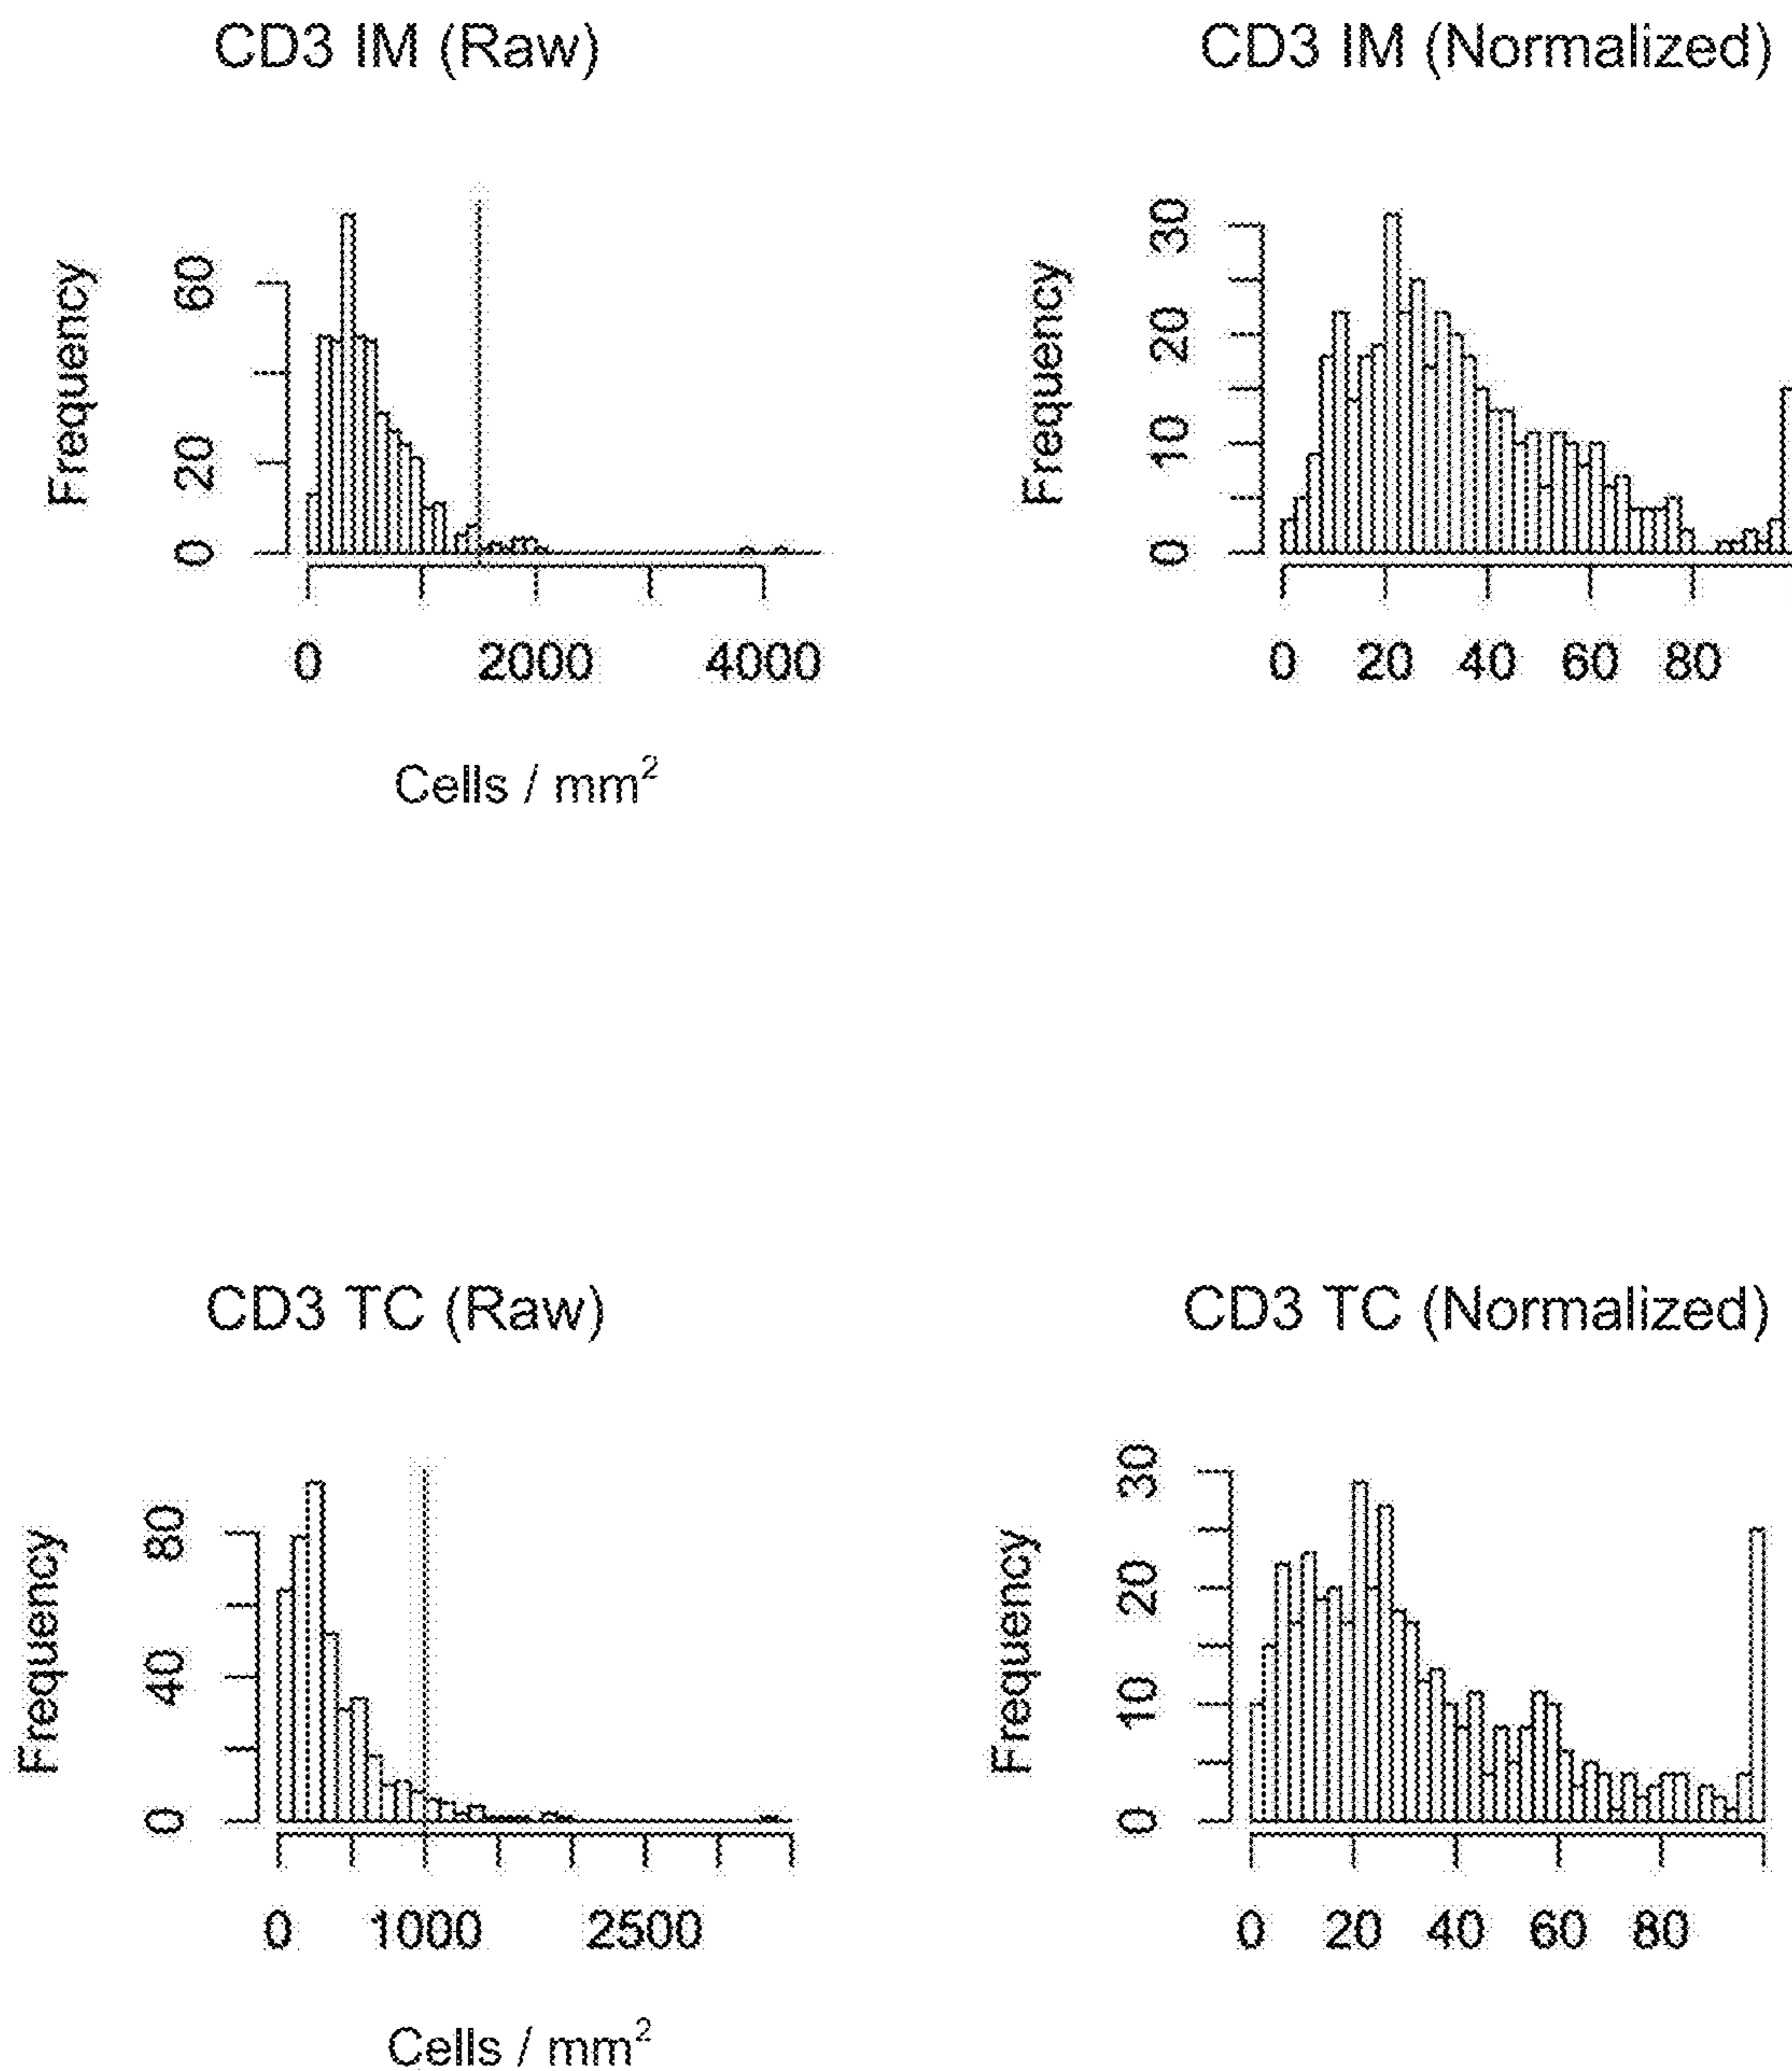 CD3 IM (Raw)
Frequency
0 20 60
0 2000 4000
Cells / mm²
CD3 IM (Normalized)
Frequency
0 10 20 30
0 20 40 60 80
CD3 TC (Raw)
Frequency
0 40 80
0 1000 2500
Cells / mm²
CD3 TC (Normalized)
Frequency
0 10 20 30
0 20 40 60 80